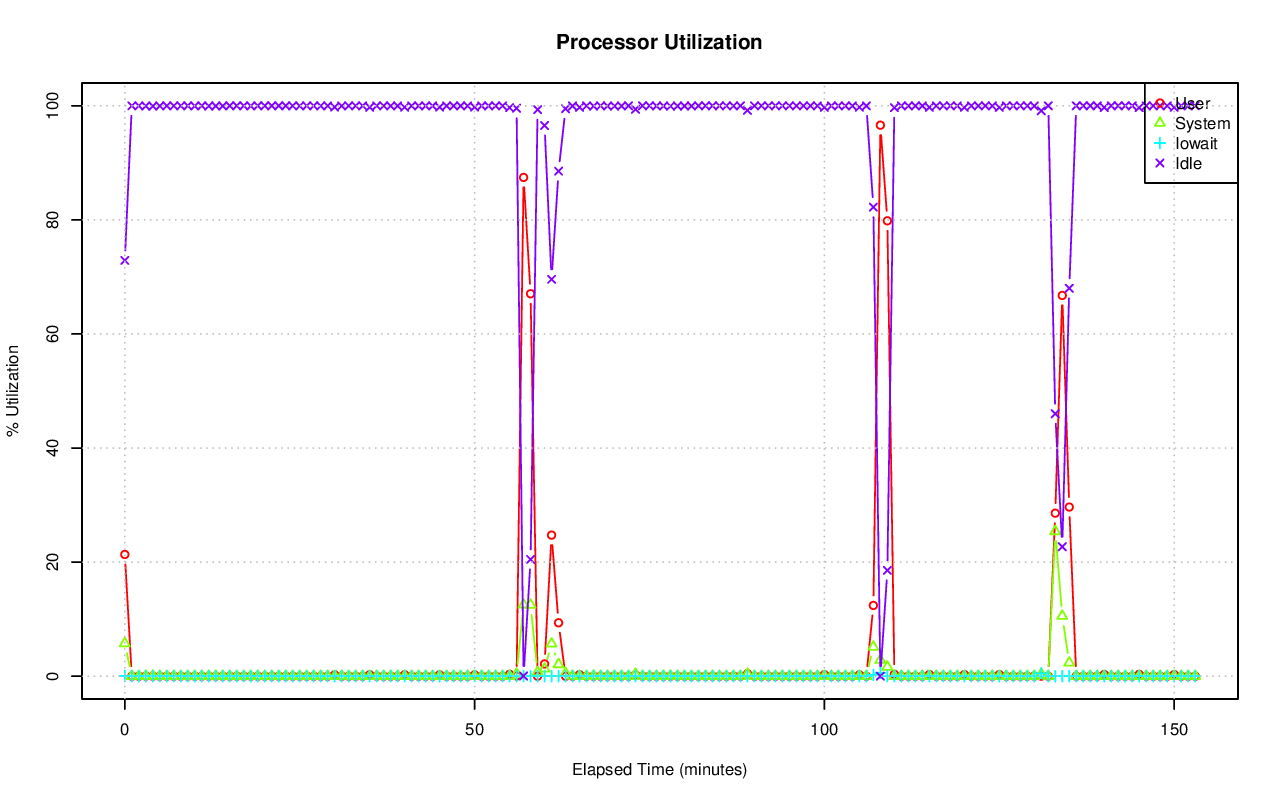 Processor Utilization
% Utilization
100
80
60
40
20
0
User
System
Iowait
Idle
0 50 100 150
Elapsed Time (minutes)